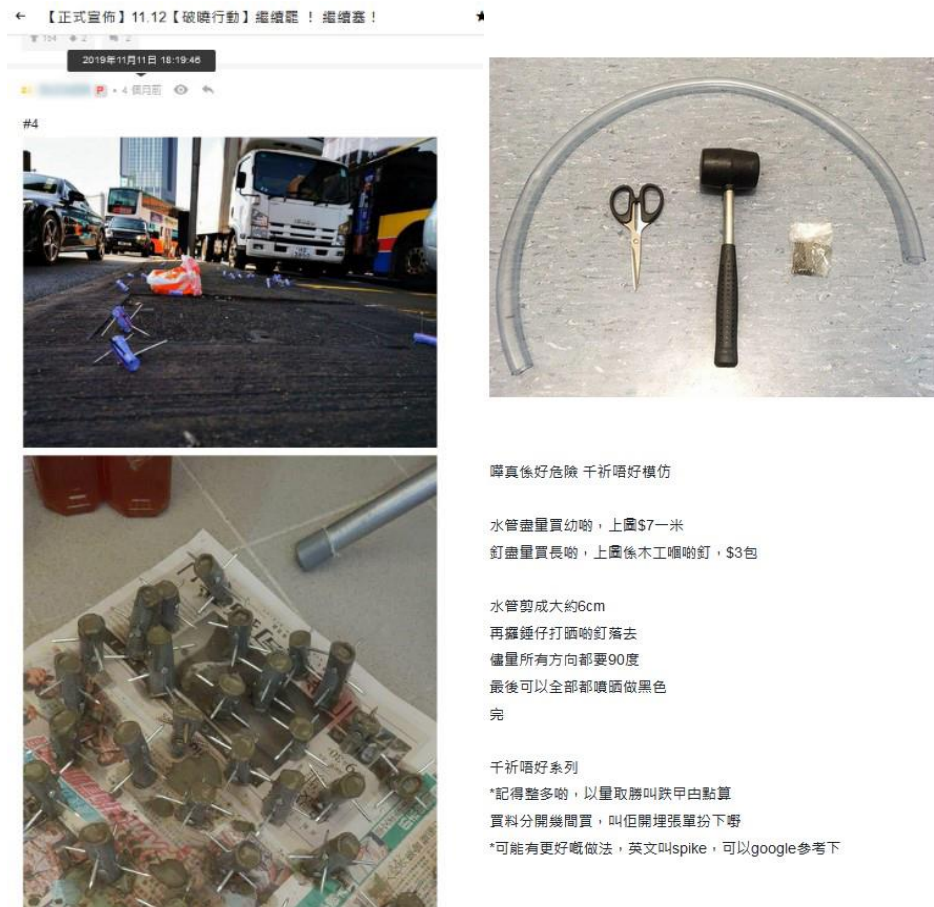 【正式宣佈】11.12【破曉行動】繼續罷 ！ 繼續塞！
154 2 2
2019年11月11日 18:19:46
P • 4 個月前
#4
嘩真係好危險 千祈唔好模仿
水管盡量買幼啲，上圖$7一米
釘盡量買長啲，上圖係木工嗰啲釘，$3包
水管剪成大約6cm
再攞錘仔打晒啲釘落去
儘量所有方向都要90度
最後可以全部都噴晒做黑色
完
千祈唔好系列
*記得整多啲，以量取勝叫跌曱甴點算
買料分開幾間買，叫佢開埋張單扮下嘢
*可能有更好嘅做法，英文叫spike，可以google參考下